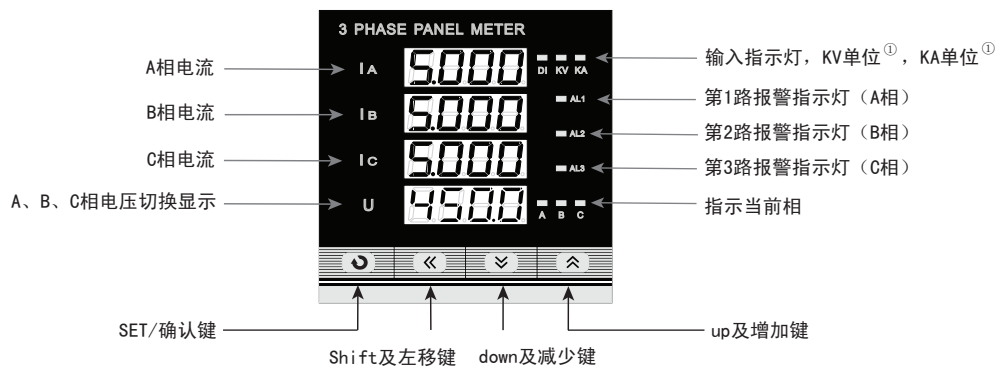 3 PHASE PANEL METER
A相电流
IA
5.000
DI KV KA
输入指示灯，KV单位①，KA单位①
AL1
第1路报警指示灯（A相）
B相电流
IB
5.000
AL2
第2路报警指示灯（B相）
C相电流
IC
5.000
AL3
第3路报警指示灯（C相）
A、B、C相电压切换显示
U
450.0
A B C
指示当前相
SET/确认键
up及增加键
Shift及左移键
down及减少键